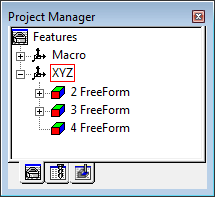 Project Manager
Features
Macro
XYZ
2 FreeForm
3 FreeForm
4 FreeForm